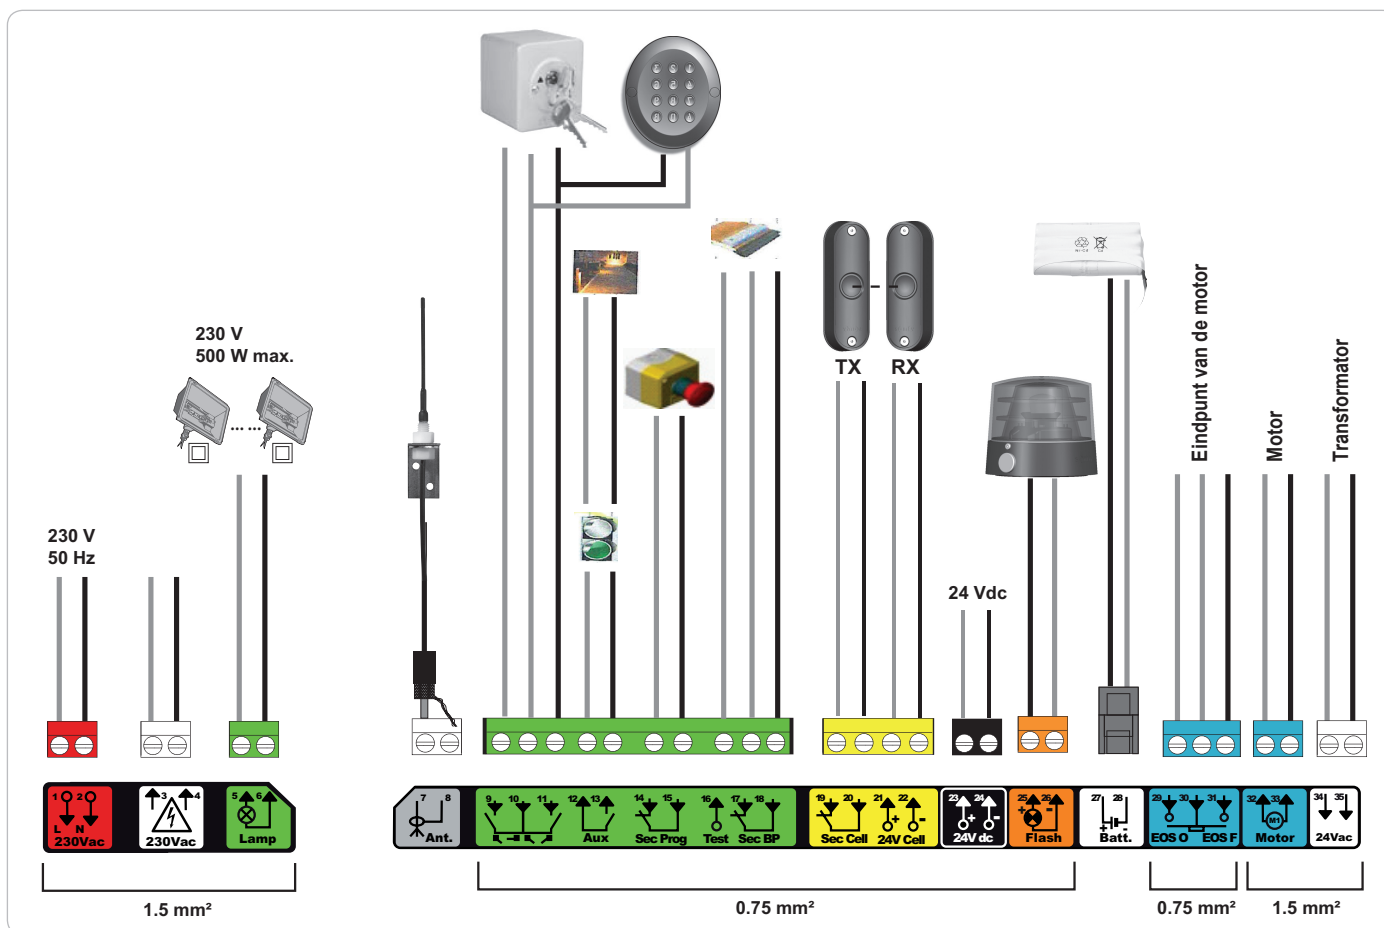 230 V
500 W max.
... ...
230 V
50 Hz
TX RX
24 Vdc
Eindpunt van de motor
Motor
Transformator
1 2
L N
230Vac
3 4
230Vac
5 6
Lamp
7 8
Ant.
9 10 11
12 13
Aux
14 15
Sec Prog
16
Test
17 18
Sec BP
19 20
Sec Cell
21 22
+ -
24V Cell
23 24
+ -
24V dc
25 26
+ -
Flash
27 28
+ -
Batt.
29 30 31
EOS O EOS F
32 33
M1
Motor
34 35
24Vac
1.5 mm²
0.75 mm²
0.75 mm²
1.5 mm²